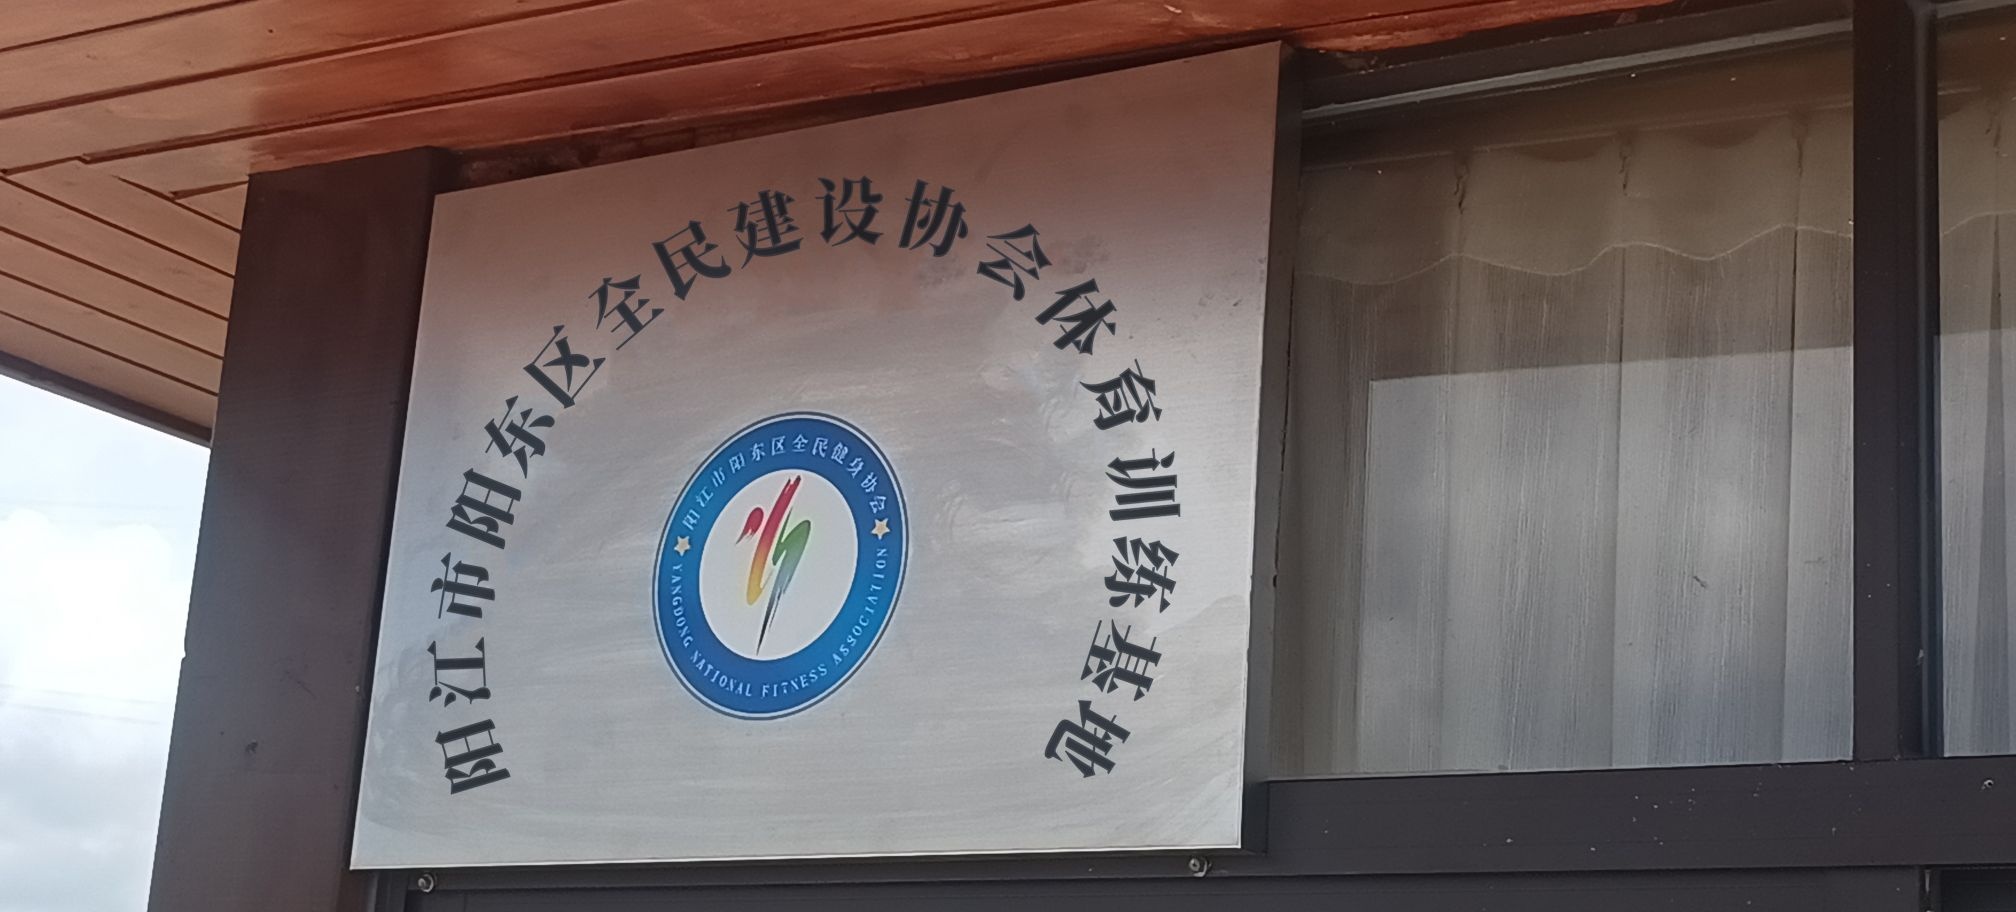 阳江市阳东区全民建设协会体育训练基地
阳江市阳东区全民健身协会
YANGDONG NATIONAL FITNESS ASSOCIATION